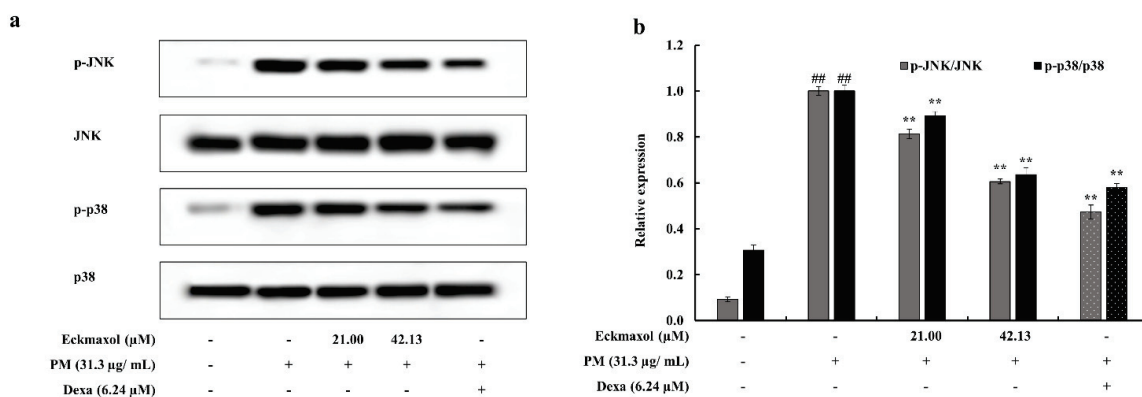 a
p-JNK
JNK
p-p38
p38
Eckmaxol (µM) - - 21.00 42.13 -
PM (31.3 µg/ mL) - + + + +
Dexa (6.24 µM) - - - - +
b
p-JNK/JNK p-p38/p38
Relative expression
1.2
1.0
0.8
0.6
0.4
0.2
0.0
## ##
** **
** **
** **
Eckmaxol (µM) - - 21.00 42.13 -
PM (31.3 µg/ mL) - + + + +
Dexa (6.24 µM) - - - - +